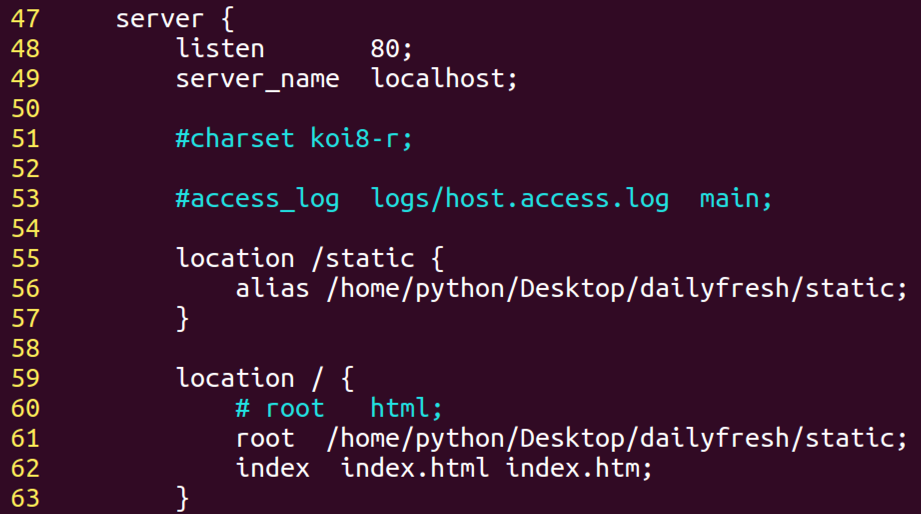 47     server {
48         listen       80;
49         server_name  localhost;
50
51         #charset koi8-r;
52
53         #access_log  logs/host.access.log  main;
54
55         location /static {
56             alias /home/python/Desktop/dailyfresh/static;
57         }
58
59         location / {
60             # root   html;
61             root  /home/python/Desktop/dailyfresh/static;
62             index  index.html index.htm;
63         }